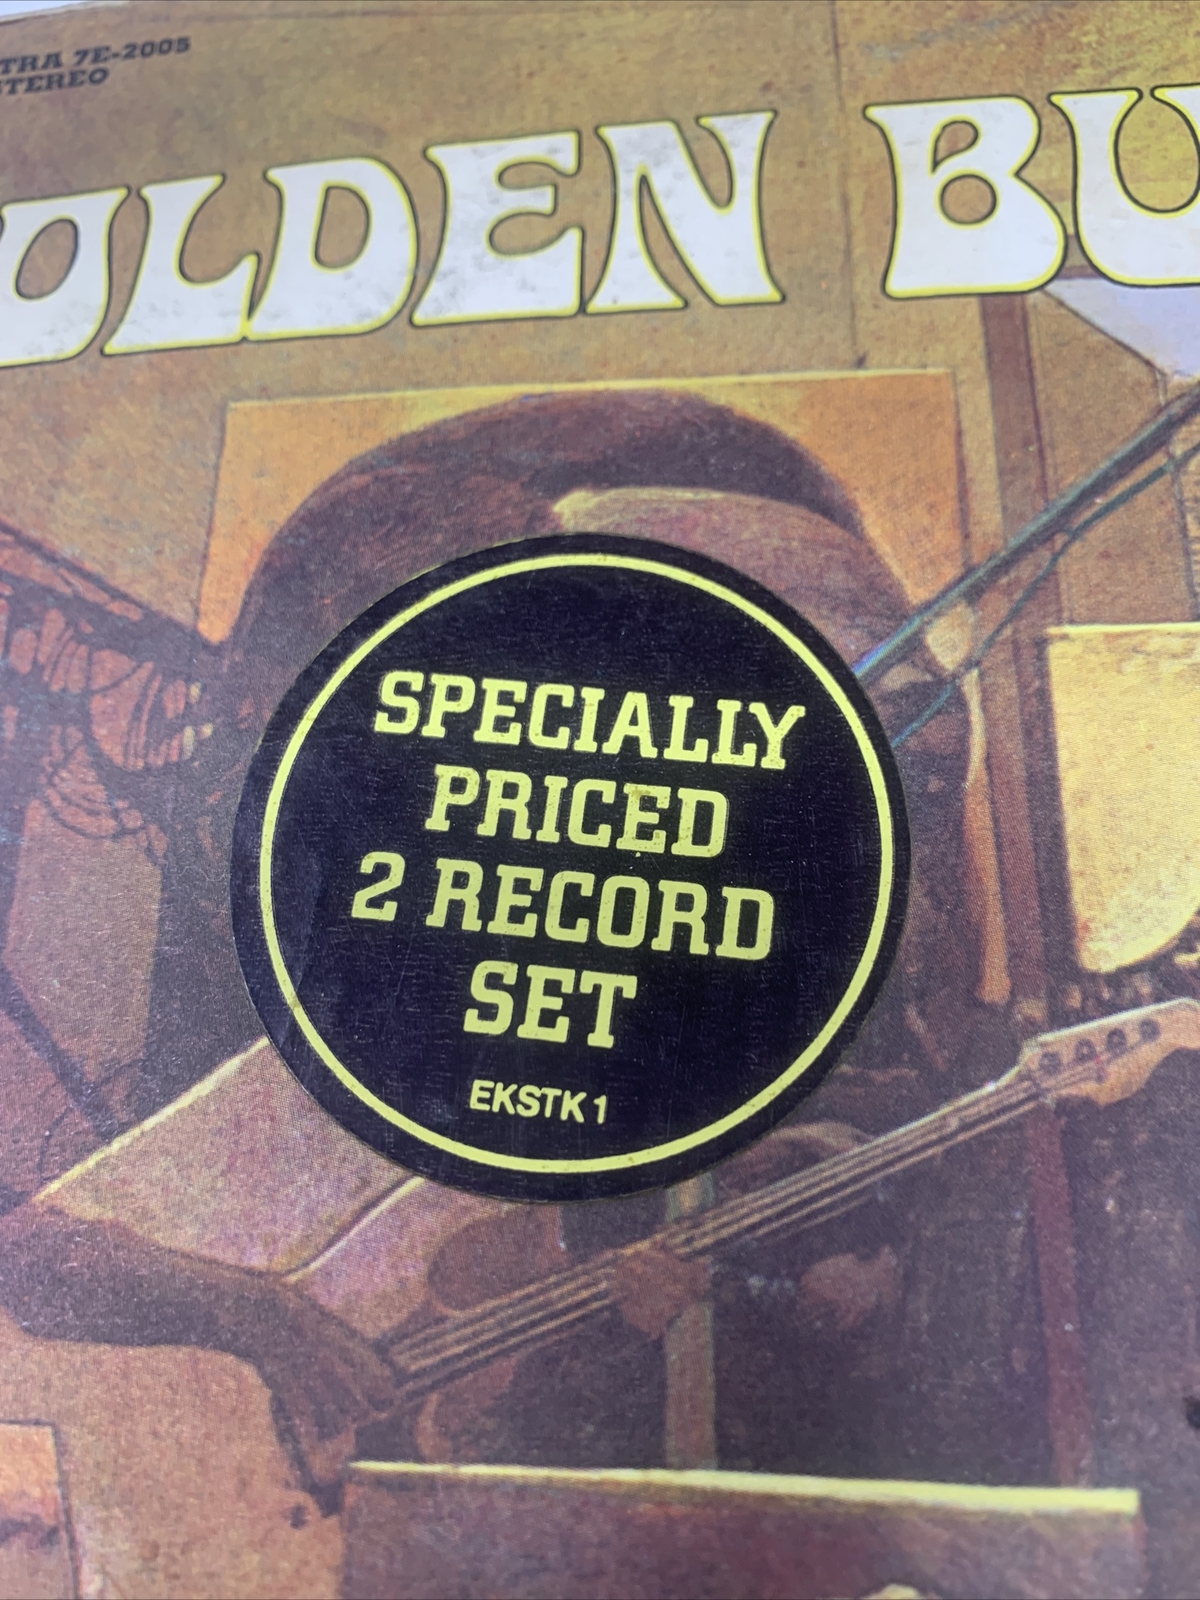 TRA 7E-2005
STEREO
OLDEN BU
SPECIALLY
PRICED
2 RECORD
SET
EKSTK 1